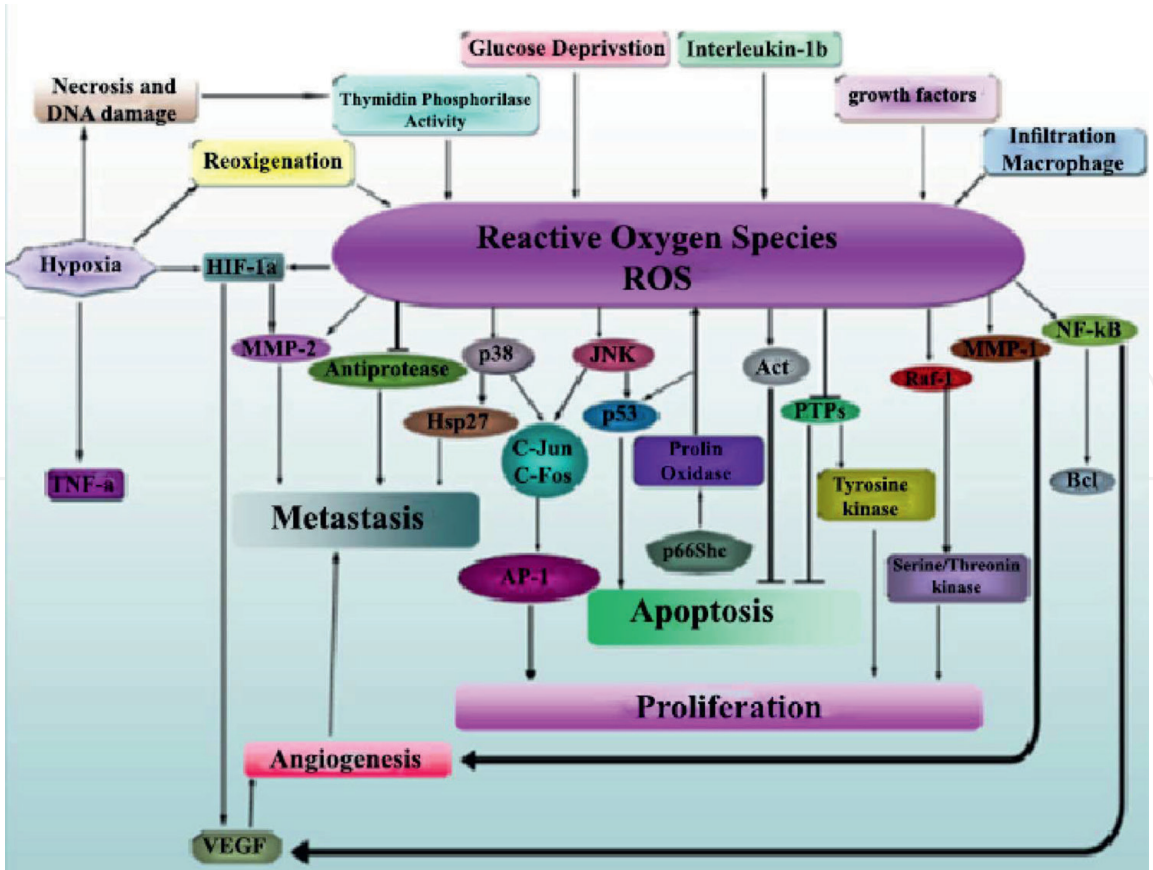 Glucose Deprivstion
Interleukin-1b
Necrosis and
DNA damage
Thymidin Phosphorilase
Activity
growth factors
Infiltration
Macrophage
Reoxigenation
Reactive Oxygen Species
ROS
Hypoxia
HIF-1a
MMP-2
Antiprotease
p38
JNK
Act
MMP-1
NF-kB
Raf-1
Hsp27
p53
PTPs
C-Jun
C-Fos
Prolin
Oxidase
Tyrosine
kinase
Bcl
TNF-a
Metastasis
p66Shc
AP-1
Serine/Threonin
kinase
Apoptosis
Proliferation
Angiogenesis
VEGF